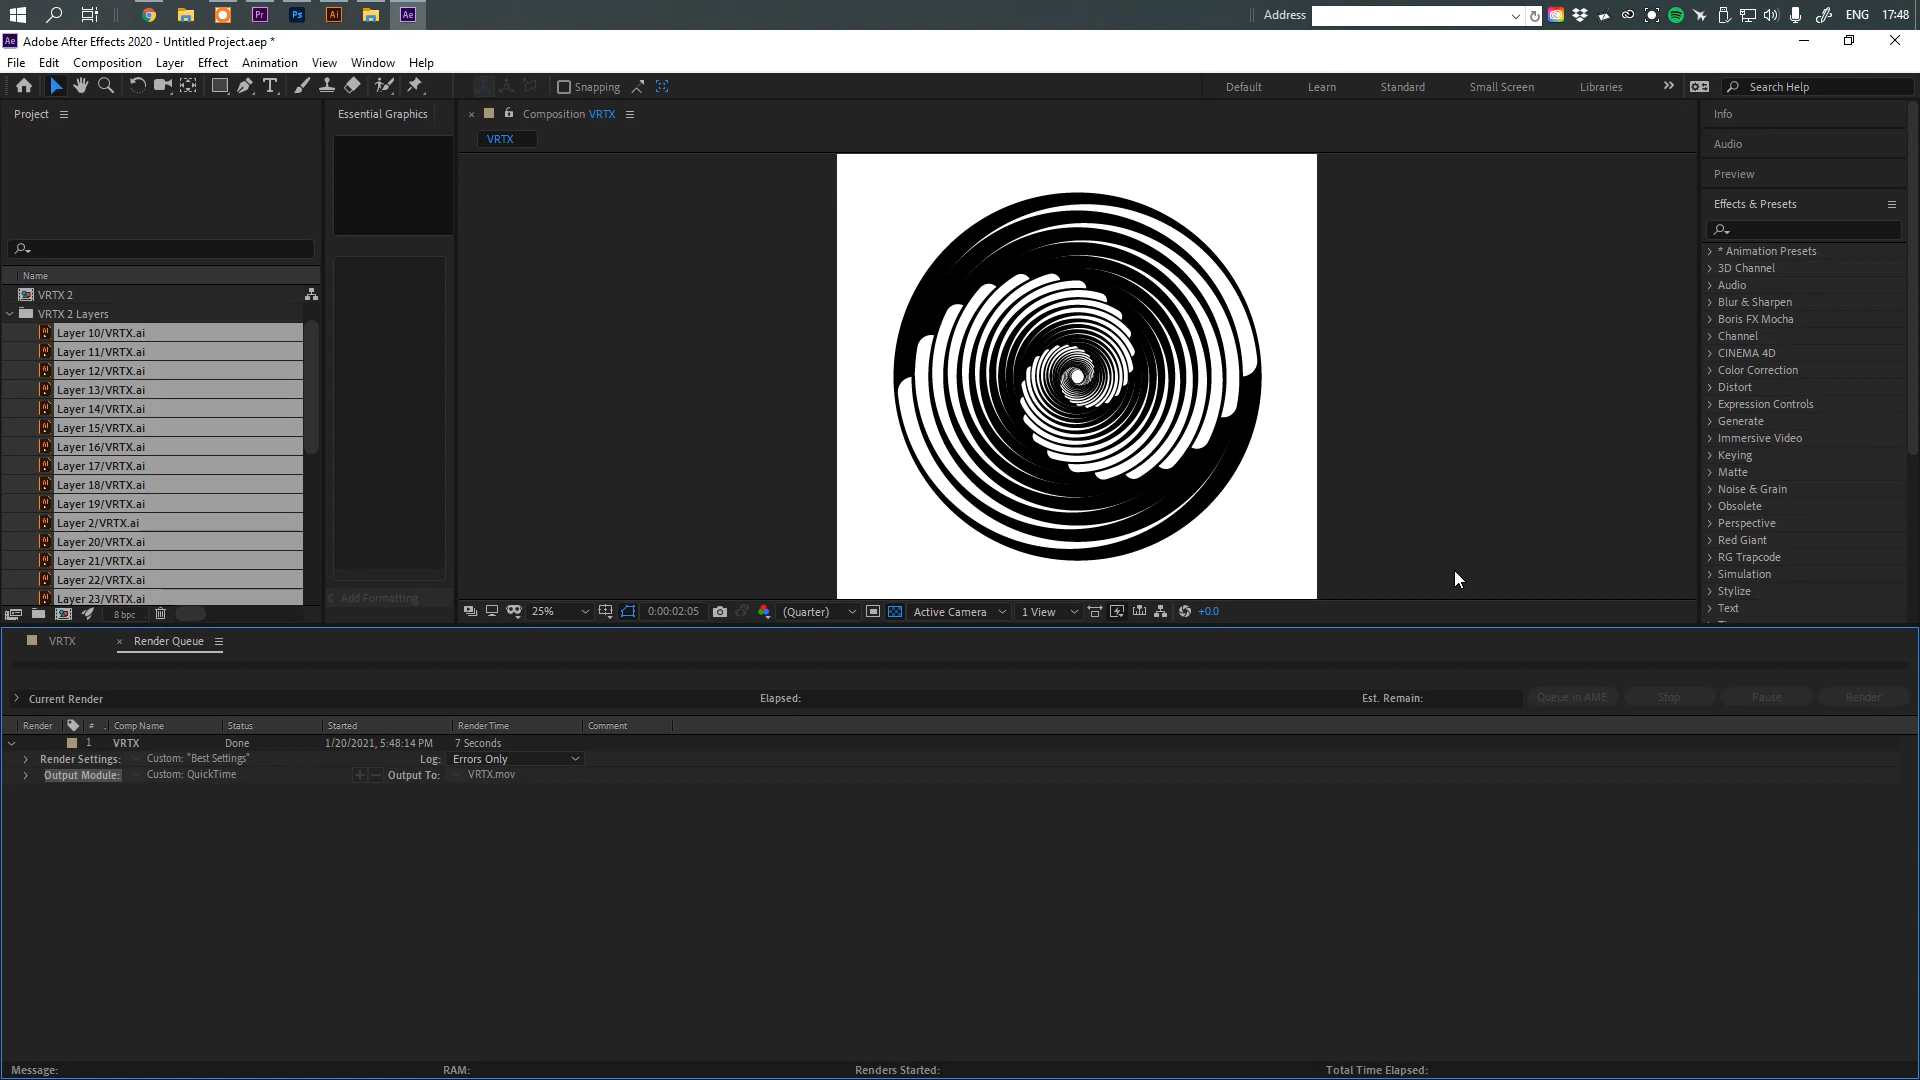 Pr
Ps
Ai
Ae
Address
ENG
17:48
Ae
Adobe After Effects 2020 - Untitled Project.aep *
File Edit Composition Layer Effect Animation View Window Help
Snapping
Default Learn Standard Small Screen Libraries
Search Help
Project
Essential Graphics
Composition VRTX
VRTX
Info
Audio
Preview
Effects & Presets
Name
VRTX 2
VRTX 2 Layers
Layer 10/VRTX.ai
Layer 11/VRTX.ai
Layer 12/VRTX.ai
Layer 13/VRTX.ai
Layer 14/VRTX.ai
Layer 15/VRTX.ai
Layer 16/VRTX.ai
Layer 17/VRTX.ai
Layer 18/VRTX.ai
Layer 19/VRTX.ai
Layer 2/VRTX.ai
Layer 20/VRTX.ai
Layer 21/VRTX.ai
Layer 22/VRTX.ai
Layer 23/VRTX.ai
8 bpc
Add Formatting
* Animation Presets
3D Channel
Audio
Blur & Sharpen
Boris FX Mocha
Channel
CINEMA 4D
Color Correction
Distort
Expression Controls
Generate
Immersive Video
Keying
Matte
Noise & Grain
Obsolete
Perspective
Red Giant
RG Trapcode
Simulation
Stylize
Text
25%
0:00:02:05
(Quarter)
Active Camera
1 View
+0.0
VRTX
Render Queue
Current Render
Elapsed:
Est. Remain:
Queue in AME Stop Pause Render
Render # Comp Name Status Started Render Time Comment
1 VRTX Done 1/20/2021, 5:48:14 PM 7 Seconds
Render Settings: Custom: "Best Settings" Log: Errors Only
Output Module: Custom: QuickTime Output To: VRTX.mov
Message: RAM: Renders Started: Total Time Elapsed: